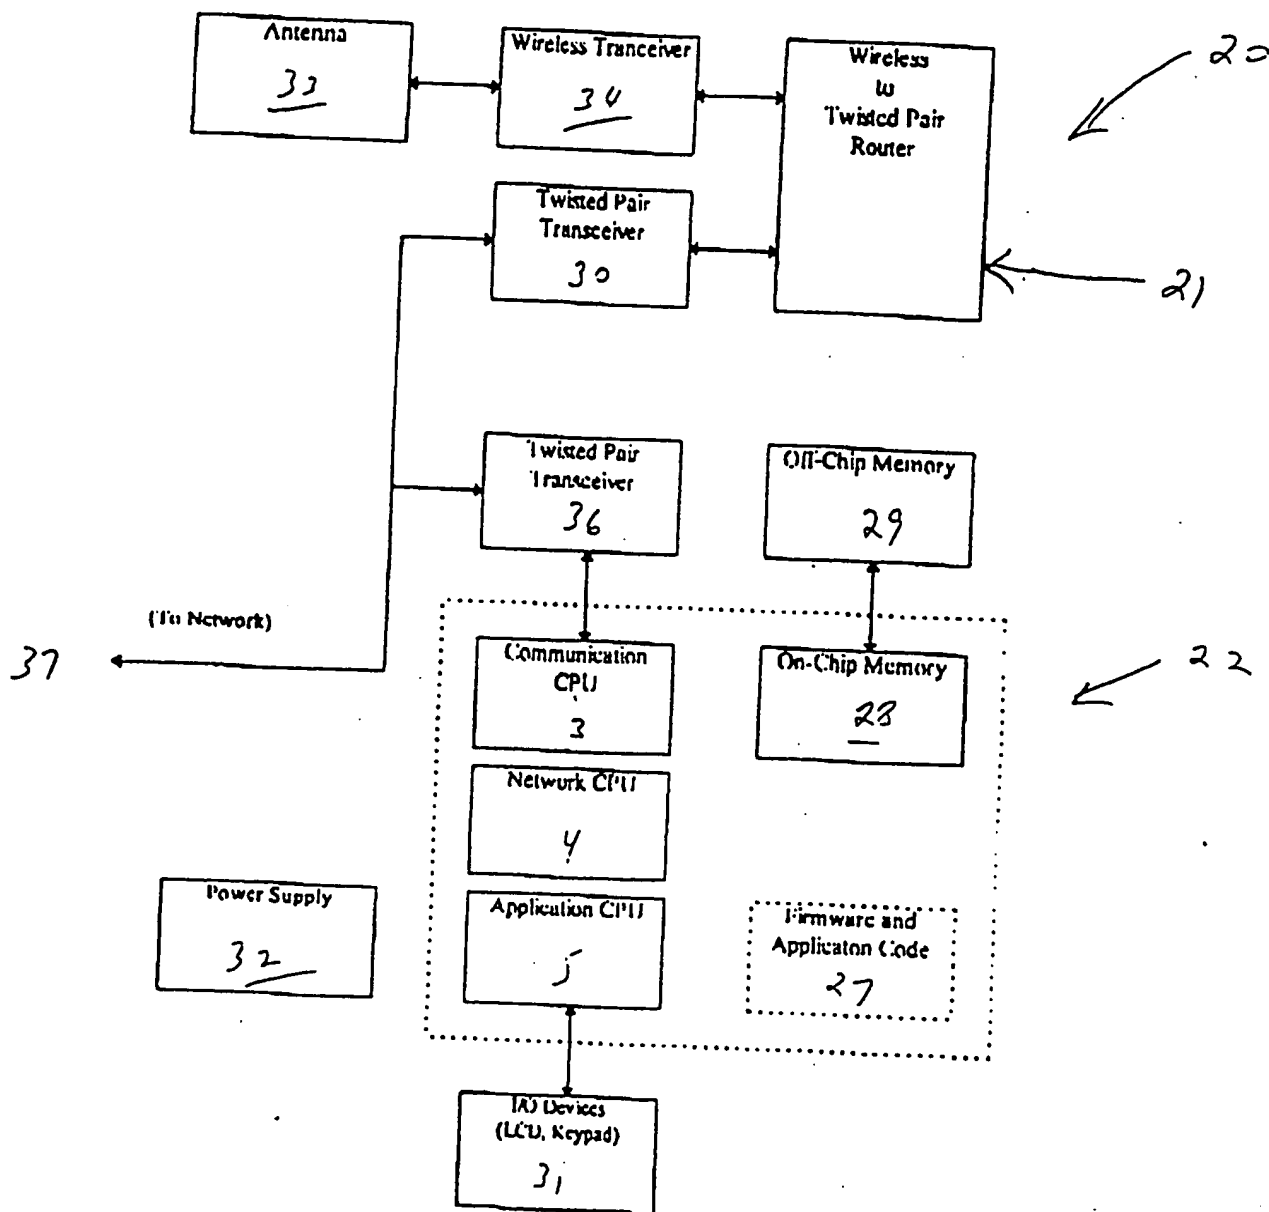 Antenna
33
Wireless Tranceiver
34
Wireless
to
Twisted Pair
Router
20
Twisted Pair
Transceiver
30
21
Twisted Pair
Transceiver
36
Off-Chip Memory
29
(To Network)
37
Communication
CPU
3
On-Chip Memory
28
22
Network CPU
4
Power Supply
32
Application CPU
5
Firmware and
Applicaton Code
27
I/O Devices
(LCD, Keypad)
31